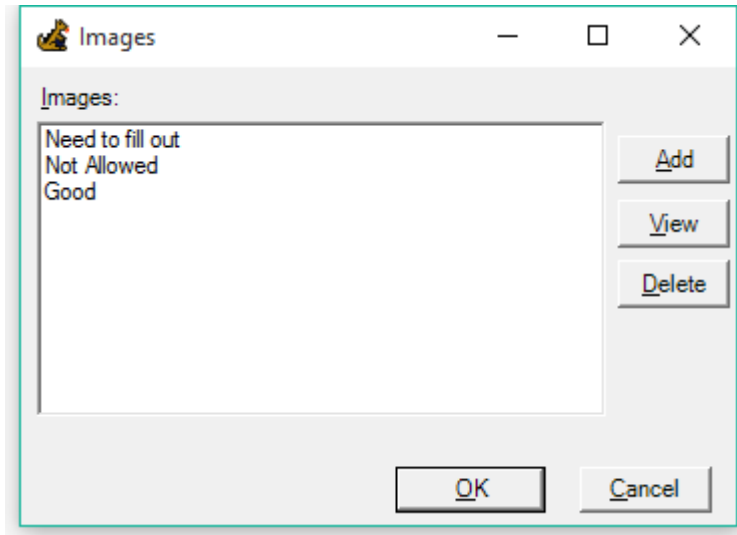 Images
Images:
Need to fill out
Not Allowed
Good
Add
View
Delete
OK
Cancel